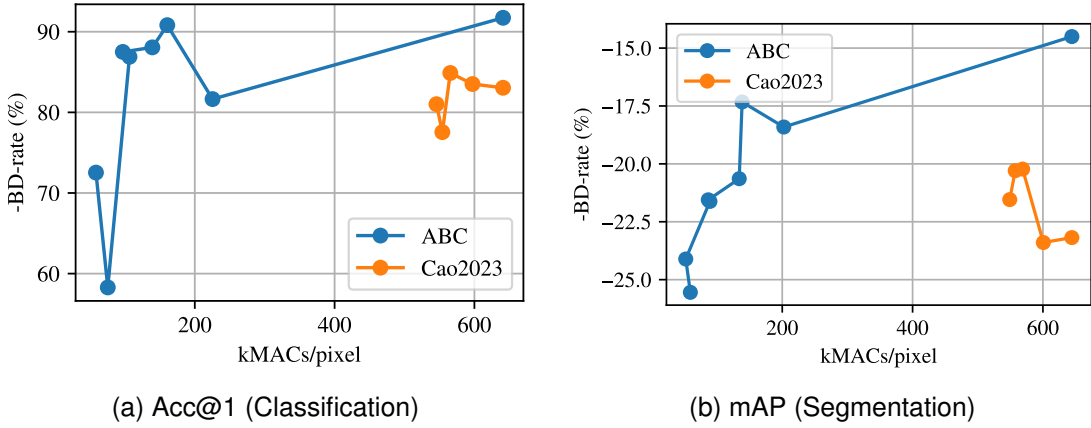 90
80
70
60
-BD-rate (%)
200
400
600
kMACs/pixel
ABC
Cao2023
(a) Acc@1 (Classification)
−15.0
−17.5
−20.0
−22.5
−25.0
-BD-rate (%)
ABC
Cao2023
200
400
600
kMACs/pixel
(b) mAP (Segmentation)